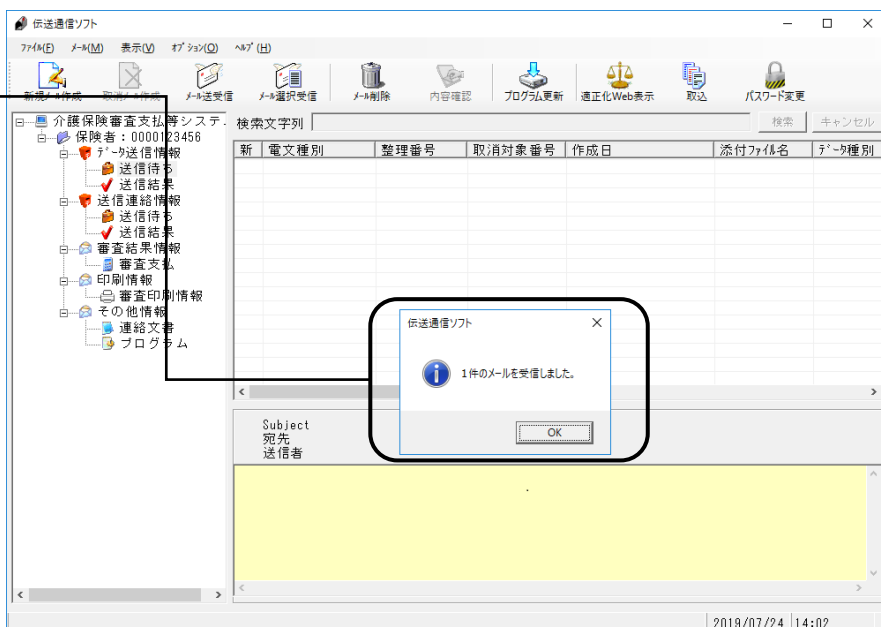 伝送通信ソフト
ﾌｧｲﾙ(F) ﾒｰﾙ(M) 表示(V) ｵﾌﾟｼｮﾝ(O) ﾍﾙﾌﾟ(H)
新規ﾒｰﾙ作成 取消ﾒｰﾙ作成 ﾒｰﾙ送受信 ﾒｰﾙ選択受信 ﾒｰﾙ削除 内容確認 ﾌﾟﾛｸﾞﾗﾑ更新 適正化Web表示 取込 ﾊﾟｽﾜｰﾄﾞ変更
介護保険審査支払等システ.
保険者：0000123456
ﾃﾞｰﾀ送信情報
送信待ち
送信結果
送信連絡情報
送信待ち
送信結果
審査結果情報
審査支払
印刷情報
審査印刷情報
その他情報
連絡文書
プログラム
検索文字列 検索 キャンセル
新 電文種別 整理番号 取消対象番号 作成日 添付ﾌｧｲﾙ名 ﾃﾞｰﾀ種別
伝送通信ソフト
1件のﾒｰﾙを受信しました。
OK
Subject
宛先
送信者
2019/07/24 14:02